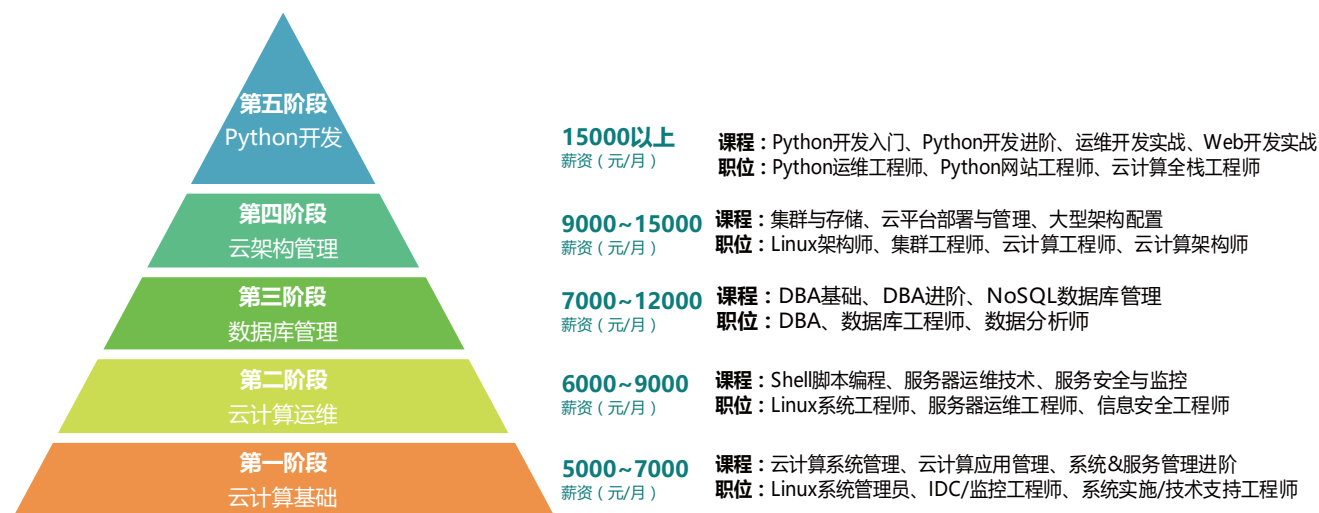 第五阶段
Python开发
15000以上
薪资（元/月）
课程：Python开发入门、Python开发进阶、运维开发实战、Web开发实战
职位：Python运维工程师、Python网站工程师、云计算全栈工程师
第四阶段
云架构管理
9000~15000
薪资（元/月）
课程：集群与存储、云平台部署与管理、大型架构配置
职位：Linux架构师、集群工程师、云计算工程师、云计算架构师
第三阶段
数据库管理
7000~12000
薪资（元/月）
课程：DBA基础、DBA进阶、NoSQL数据库管理
职位：DBA、数据库工程师、数据分析师
第二阶段
云计算运维
6000~9000
薪资（元/月）
课程：Shell脚本编程、服务器运维技术、服务安全与监控
职位：Linux系统工程师、服务器运维工程师、信息安全工程师
第一阶段
云计算基础
5000~7000
薪资（元/月）
课程：云计算系统管理、云计算应用管理、系统&服务管理进阶
职位：Linux系统管理员、IDC/监控工程师、系统实施/技术支持工程师